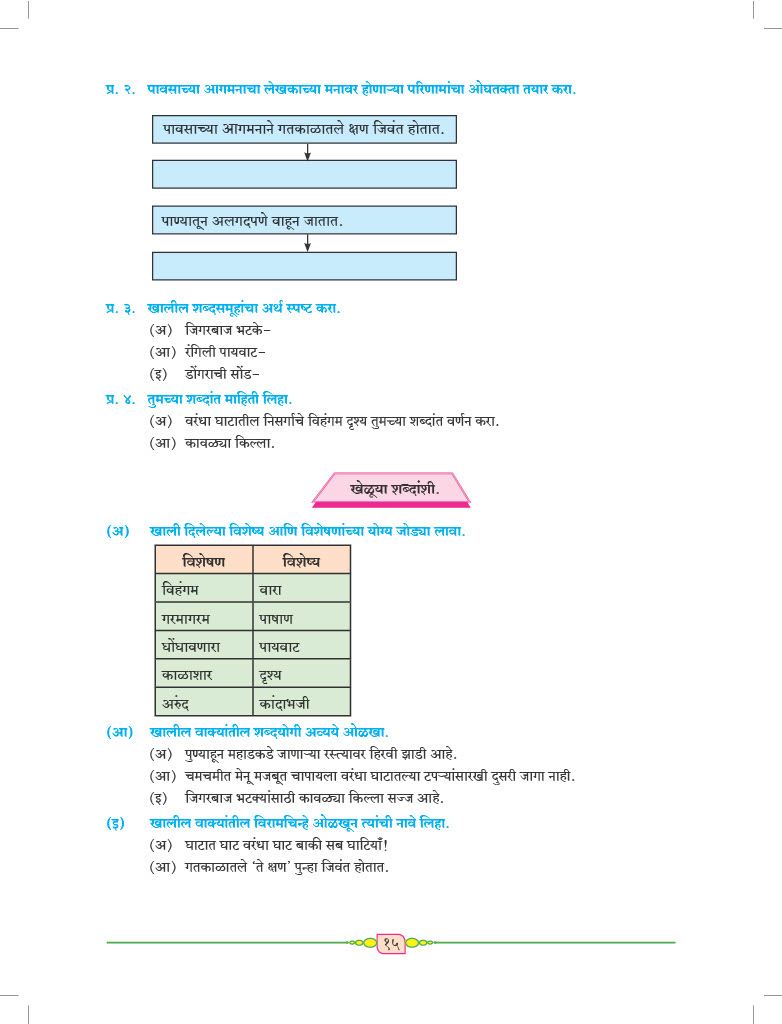 प्र. २. पावसाच्या आगमनाचा लेखकाच्या मनावर होणाऱ्या परिणामांचा ओघतक्ता तयार करा.
पावसाच्या आगमनाने गतकाळातले क्षण जिवंत होतात.
पाण्यातून अलगदपणे वाहून जातात.
प्र. ३. खालील शब्दसमूहांचा अर्थ स्पष्ट करा.
(अ) जिगरबाज भटके–
(आ) रंगिली पायवाट–
(इ) डोंगराची सोंड–
प्र. ४. तुमच्या शब्दांत माहिती लिहा.
(अ) वरंधा घाटातील निसर्गाचे विहंगम दृश्य तुमच्या शब्दांत वर्णन करा.
(आ) कावळ्या किल्ला.
खेळूया शब्दांशी.
(अ) खाली दिलेल्या विशेष्य आणि विशेषणांच्या योग्य जोड्या लावा.
विशेषण विशेष्य
विहंगम वारा
गरमागरम पाषाण
घोंघावणारा पायवाट
काळाशार दृश्य
अरुंद कांदाभजी
(आ) खालील वाक्यांतील शब्दयोगी अव्यये ओळखा.
(अ) पुण्याहून महाडकडे जाणाऱ्या रस्त्यावर हिरवी झाडी आहे.
(आ) चमचमीत मेनू मजबूत चापायला वरंधा घाटातल्या टपऱ्यांसारखी दुसरी जागा नाही.
(इ) जिगरबाज भटक्यांसाठी कावळ्या किल्ला सज्ज आहे.
(इ) खालील वाक्यांतील विरामचिन्हे ओळखून त्यांची नावे लिहा.
(अ) घाटात घाट वरंधा घाट बाकी सब घाटियाँ!
(आ) गतकाळातले ‘ते क्षण’ पुन्हा जिवंत होतात.
१५